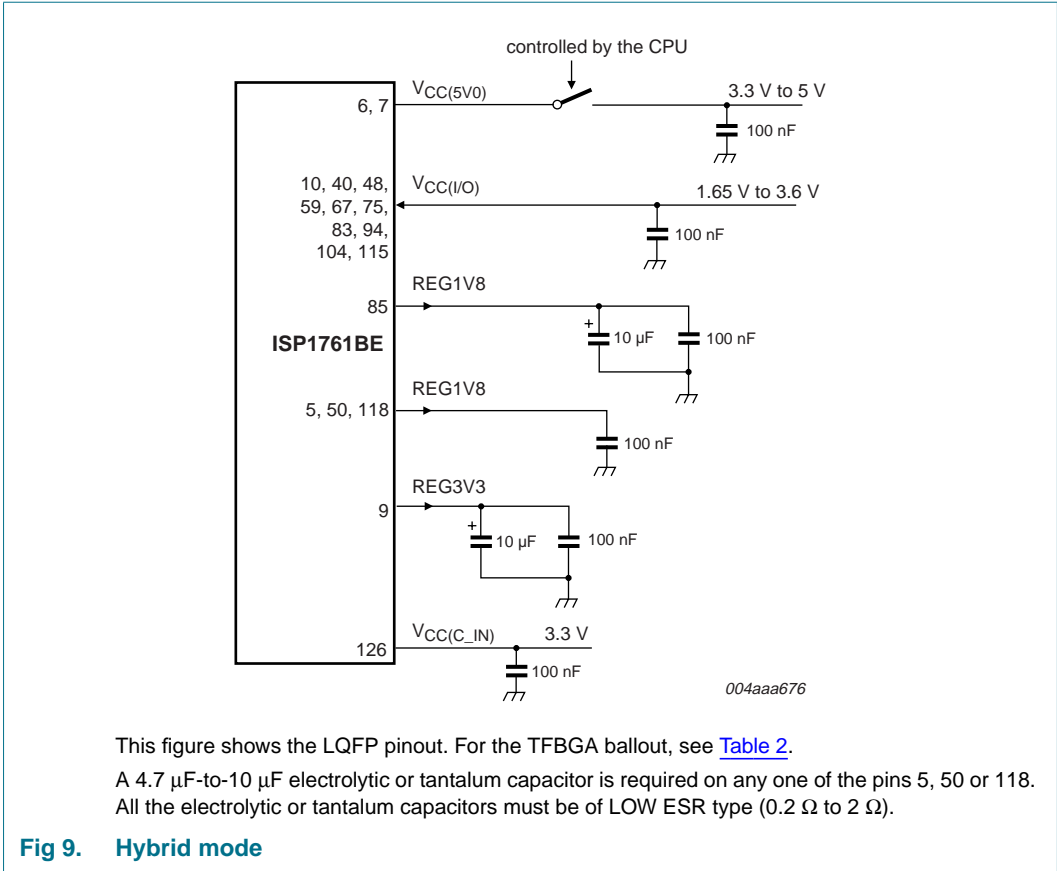 controlled by the CPU
6, 7
VCC(5V0)
3.3 V to 5 V
100 nF
10, 40, 48,
59, 67, 75,
83, 94,
104, 115
VCC(I/O)
1.65 V to 3.6 V
100 nF
85
REG1V8
+
10 µF
100 nF
ISP1761BE
5, 50, 118
REG1V8
100 nF
9
REG3V3
+
10 µF
100 nF
126
VCC(C_IN)
3.3 V
100 nF
004aaa676
This figure shows the LQFP pinout. For the TFBGA ballout, see Table 2.
A 4.7 µF-to-10 µF electrolytic or tantalum capacitor is required on any one of the pins 5, 50 or 118.
All the electrolytic or tantalum capacitors must be of LOW ESR type (0.2 Ω to 2 Ω).
Fig 9. Hybrid mode